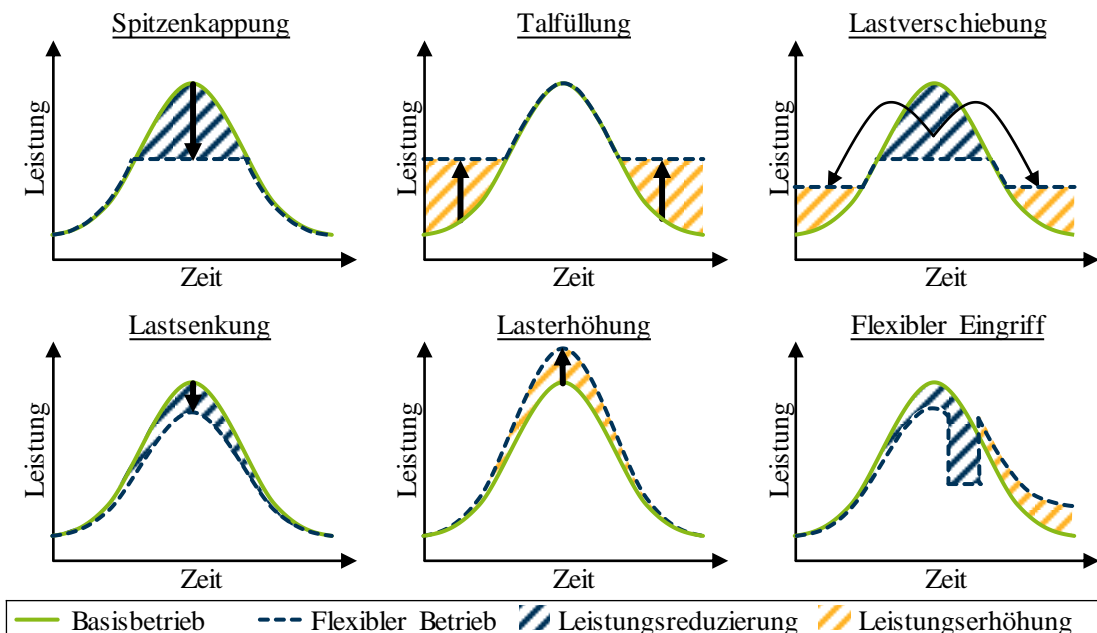 Spitzenkappung
Talfüllung
Lastverschiebung
Leistung
Leistung
Leistung
Zeit
Zeit
Zeit
Lastsenkung
Lasterhöhung
Flexibler Eingriff
Leistung
Leistung
Leistung
Zeit
Zeit
Zeit
Basisbetrieb Flexibler Betrieb Leistungsreduzierung Leistungserhöhung